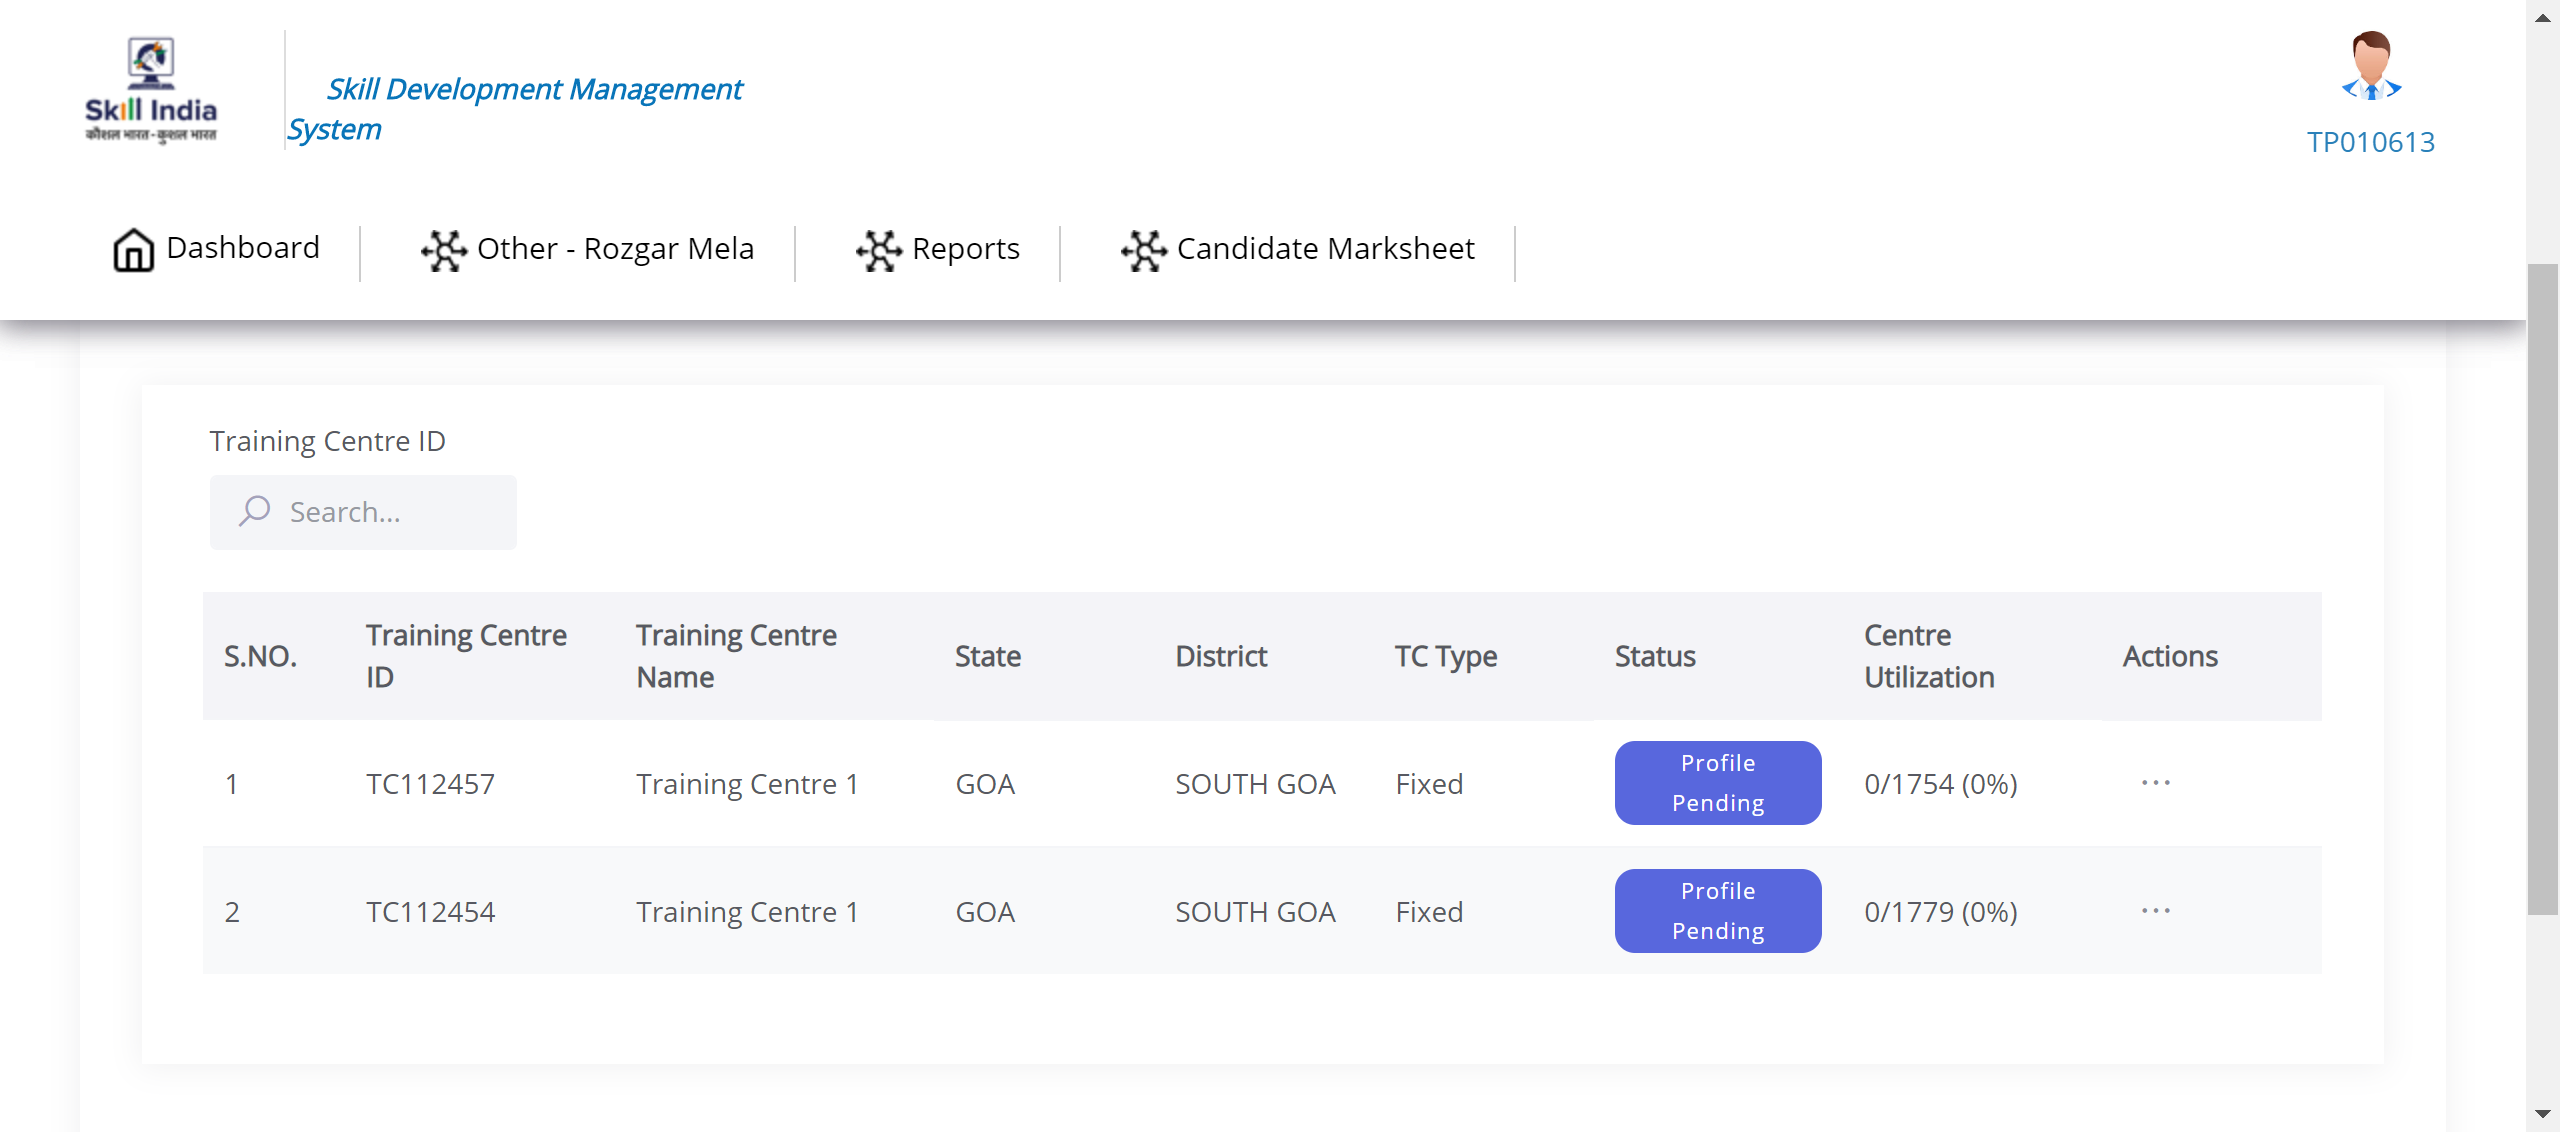 Skill India
कौशल भारत-कुशल भारत
Skill Development Management
System
TP010613
Dashboard
Other - Rozgar Mela
Reports
Candidate Marksheet
Training Centre ID
Search...
S.NO. Training Centre ID Training Centre Name State District TC Type Status Centre Utilization Actions
1 TC112457 Training Centre 1 GOA SOUTH GOA Fixed Profile Pending 0/1754 (0%) ...
2 TC112454 Training Centre 1 GOA SOUTH GOA Fixed Profile Pending 0/1779 (0%) ...